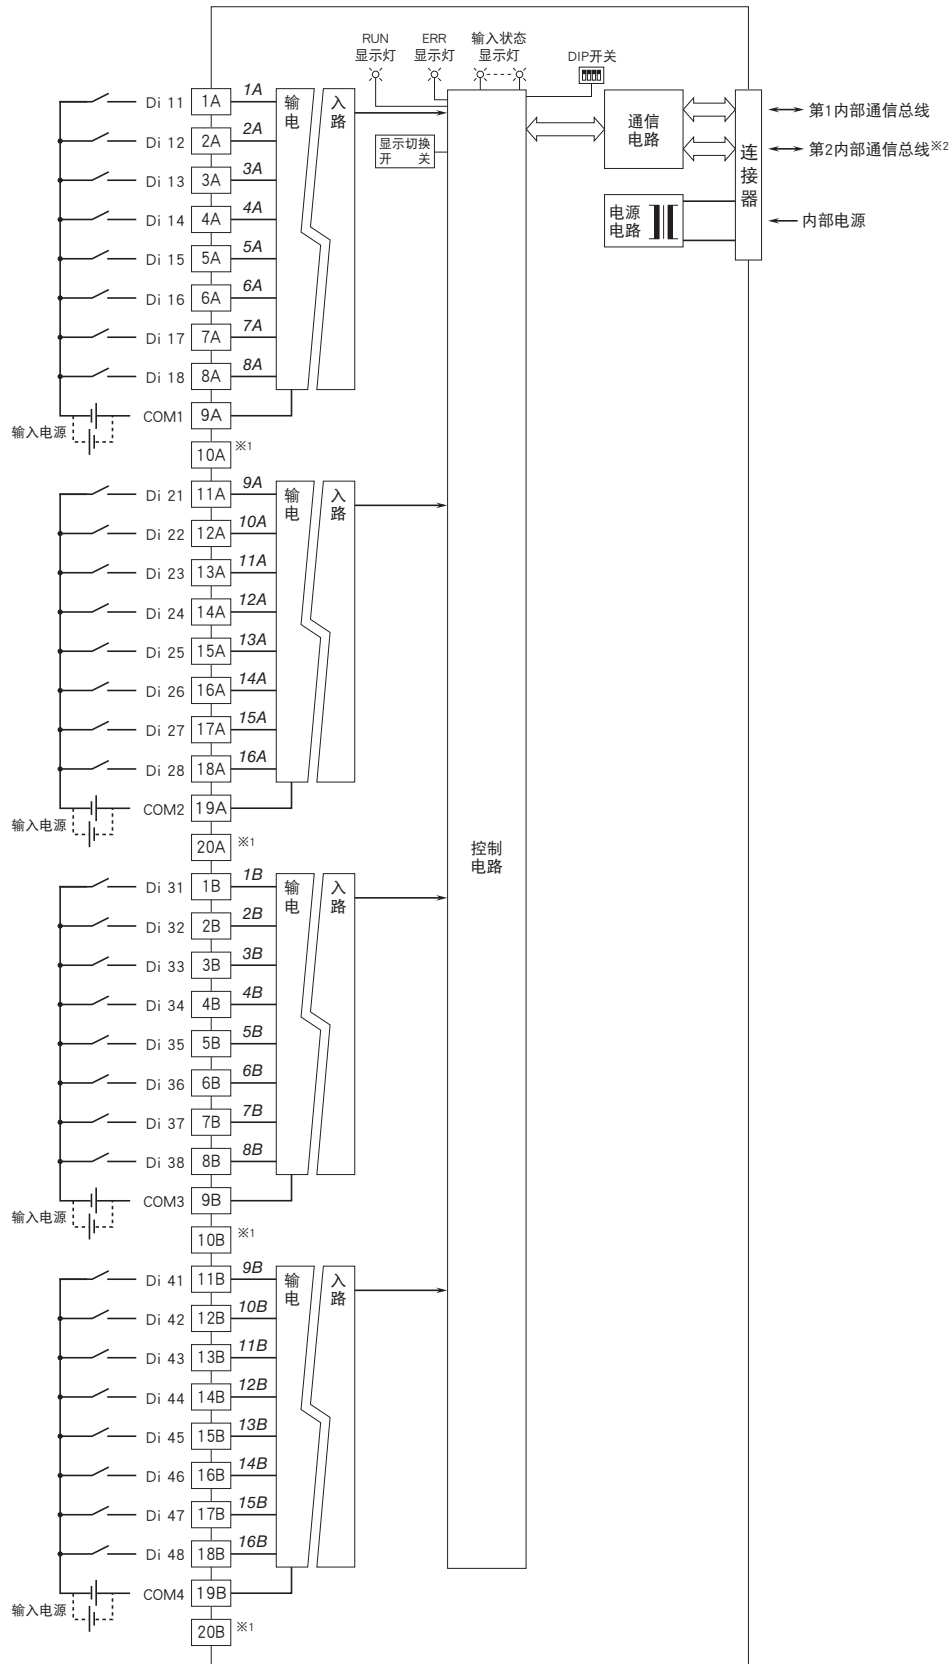 RUN
显示灯
ERR
显示灯
输入状态
显示灯
DIP开关
显示切换
开 关
通信
电路
电源
电路
连
接
器
第1内部通信总线
第2内部通信总线※2
内部电源
控制
电路
Di 11 1A 1A
Di 12 2A 2A
Di 13 3A 3A
Di 14 4A 4A
Di 15 5A 5A
Di 16 6A 6A
Di 17 7A 7A
Di 18 8A 8A
COM1 9A
输入电源
10A ※1
输 入
电 路
Di 21 11A 9A
Di 22 12A 10A
Di 23 13A 11A
Di 24 14A 12A
Di 25 15A 13A
Di 26 16A 14A
Di 27 17A 15A
Di 28 18A 16A
COM2 19A
输入电源
20A ※1
输 入
电 路
Di 31 1B 1B
Di 32 2B 2B
Di 33 3B 3B
Di 34 4B 4B
Di 35 5B 5B
Di 36 6B 6B
Di 37 7B 7B
Di 38 8B 8B
COM3 9B
输入电源
10B ※1
输 入
电 路
Di 41 11B 9B
Di 42 12B 10B
Di 43 13B 11B
Di 44 14B 12B
Di 45 15B 13B
Di 46 16B 14B
Di 47 17B 15B
Di 48 18B 16B
COM4 19B
输入电源
20B ※1
输 入
电 路